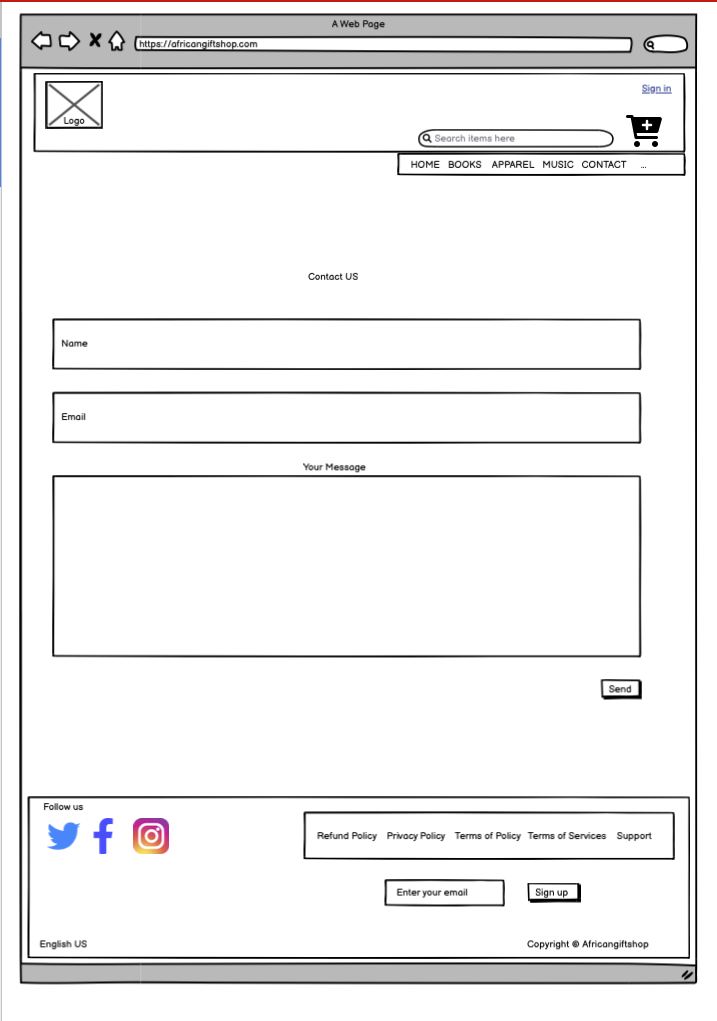 A Web Page
https://africangiftshop.com
Sign in
Logo
Search items here
HOME BOOKS APPAREL MUSIC CONTACT ...
Contact US
Name
Email
Your Message
Send
Follow us
Refund Policy Privacy Policy Terms of Policy Terms of Services Support
Enter your email Sign up
English US Copyright © Africangiftshop